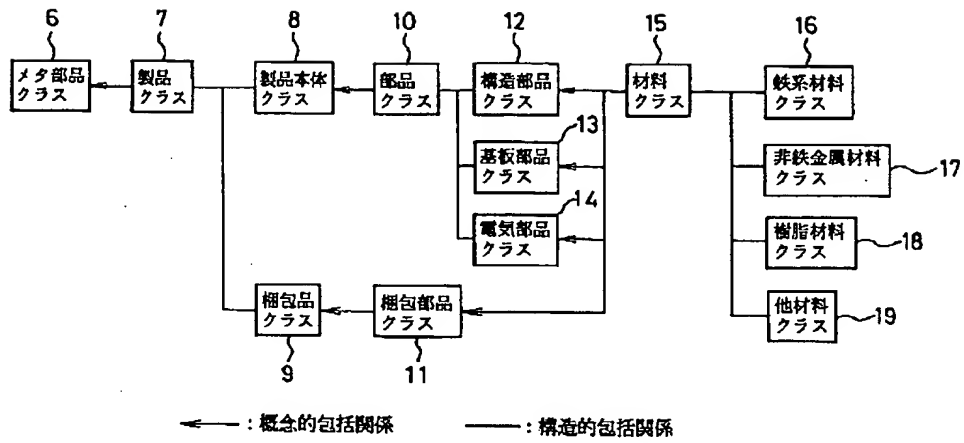 6
7
8
10
12
15
16
メタ部品
クラス
製品
クラス
製品本体
クラス
部品
クラス
構造部品
クラス
材料
クラス
鉄系材料
クラス
13
基板部品
クラス
非鉄金属材料
クラス
17
14
電気部品
クラス
樹脂材料
クラス
18
梱包品
クラス
梱包部品
クラス
他材料
クラス
19
9
11
:概念的包括関係
:構造的包括関係